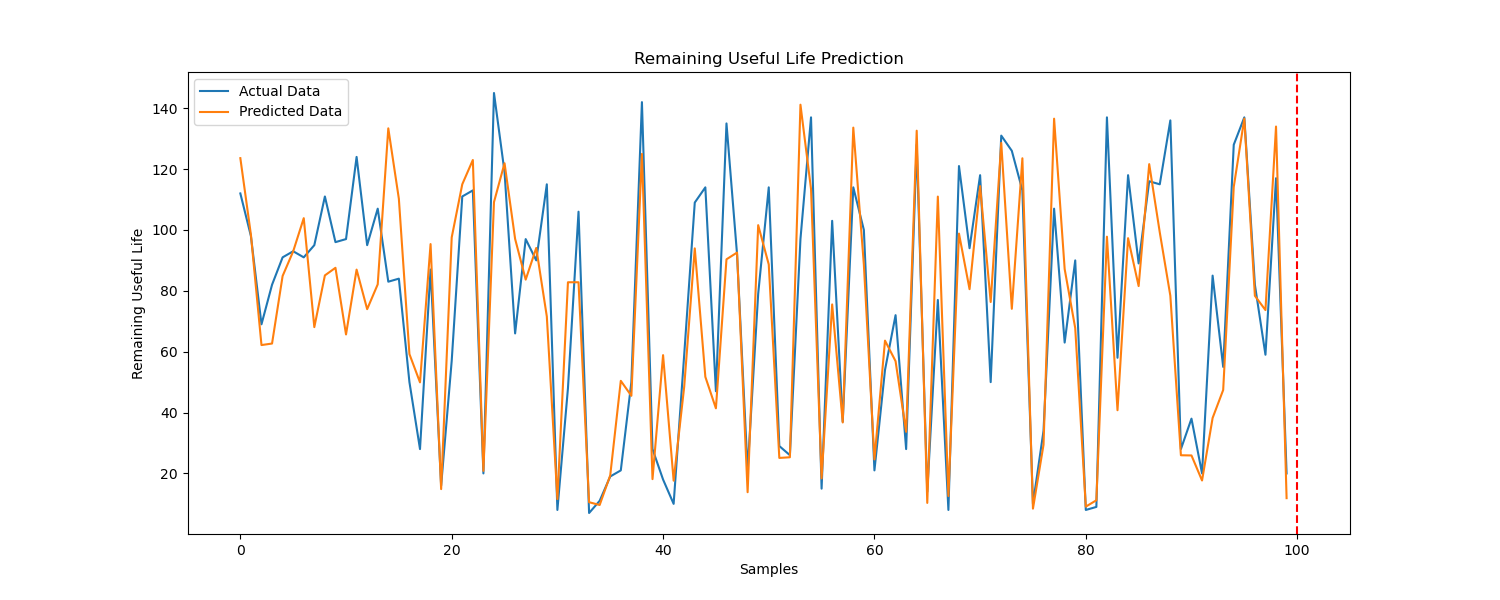 Remaining Useful Life Prediction
Actual Data
Predicted Data
Remaining Useful Life
140
120
100
80
60
40
20
0
20
40
60
80
100
Samples